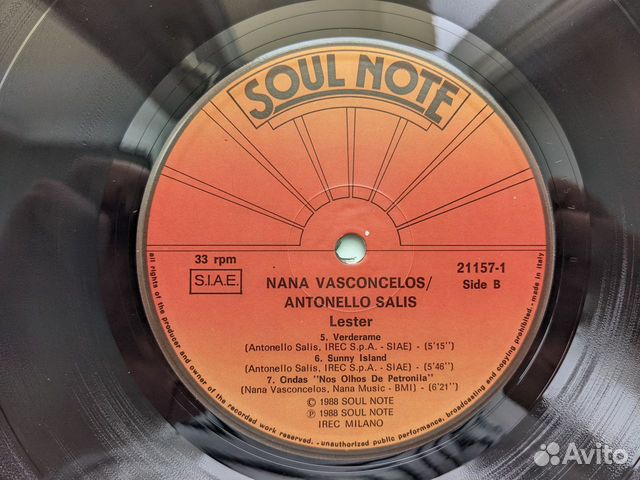 SOUL NOTE
33 rpm
S.I.A.E.
21157-1
Side B
NANA VASCONCELOS/
ANTONELLO SALIS
Lester
5. Verderame
(Antonello Salis, IREC S.p.A. - SIAE) - (5'15")
6. Sunny Island
(Antonello Salis, IREC S.p.A. - SIAE) - (5'46")
7. Ondas "Nos Olhos De Petronila"
(Nana Vasconcelos, Nana Music - BMI) - (6'21")
© 1988 SOUL NOTE
℗ 1988 SOUL NOTE
IREC MILANO
all rights of the producer and owner of the recorded work reserved. - unauthorized public performance, broadcasting and copying prohibited. - made in italy
Avito